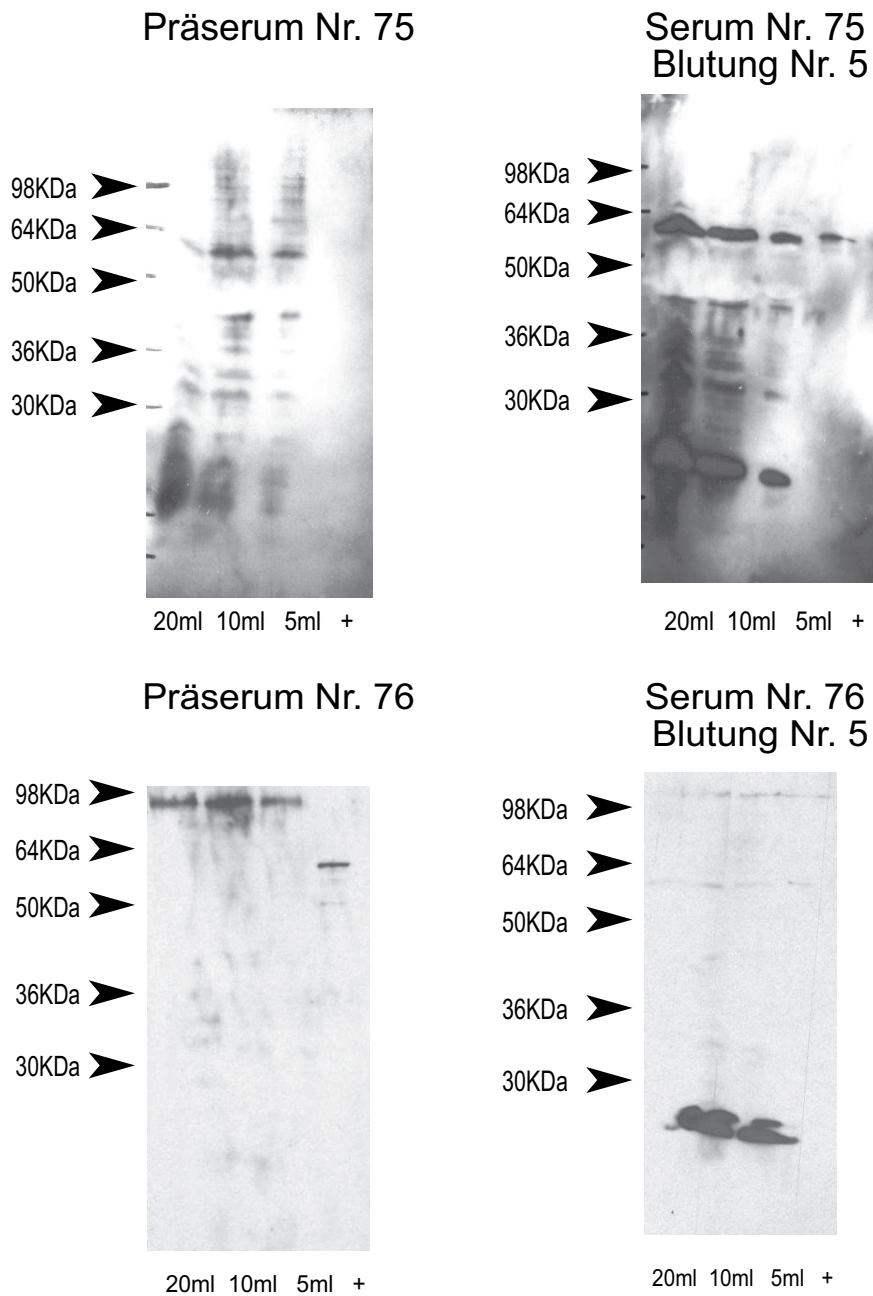 Präserum Nr. 75
98KDa
64KDa
50KDa
36KDa
30KDa
20ml 10ml 5ml +
Serum Nr. 75
Blutung Nr. 5
98KDa
64KDa
50KDa
36KDa
30KDa
20ml 10ml 5ml +
Präserum Nr. 76
98KDa
64KDa
50KDa
36KDa
30KDa
20ml 10ml 5ml +
Serum Nr. 76
Blutung Nr. 5
98KDa
64KDa
50KDa
36KDa
30KDa
20ml 10ml 5ml +